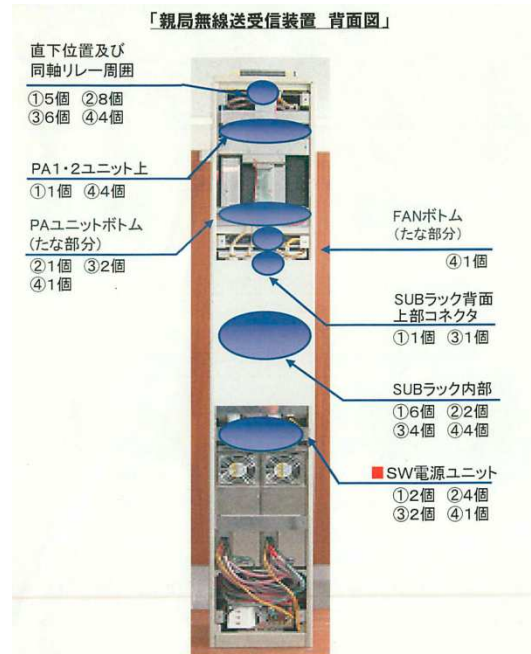 「親局無線送受信装置 背面図」
直下位置及び
同軸リレー周囲
①5個 ②8個
③6個 ④4個
PA1・2ユニット上
①1個 ④4個
PAユニットボトム
(たな部分)
②1個 ③2個
④1個
FANボトム
(たな部分)
④1個
SUBラック背面
上部コネクタ
①1個 ③1個
SUBラック内部
①6個 ②2個
③4個 ④4個
■SW電源ユニット
①2個 ②4個
③2個 ④1個